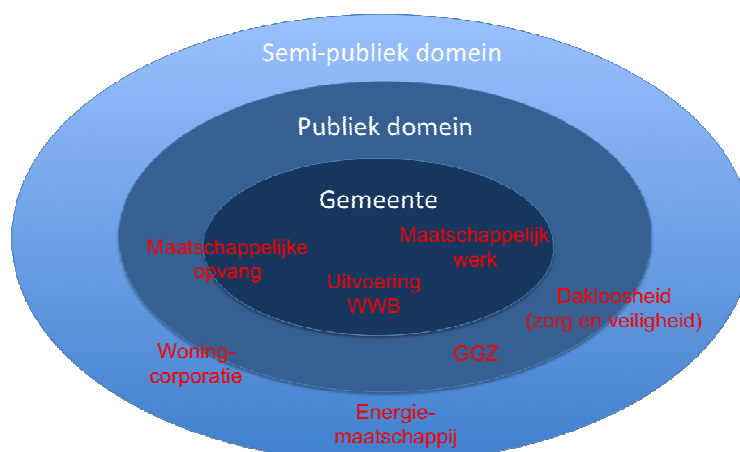 Semi-publiek domein
Publiek domein
Gemeente
Maatschappelijke
opvang
Maatschappelijk
werk
Uitvoering
WWB
Dakloosheid
(zorg en veiligheid)
Woning-
corporatie
GGZ
Energie-
maatschappij